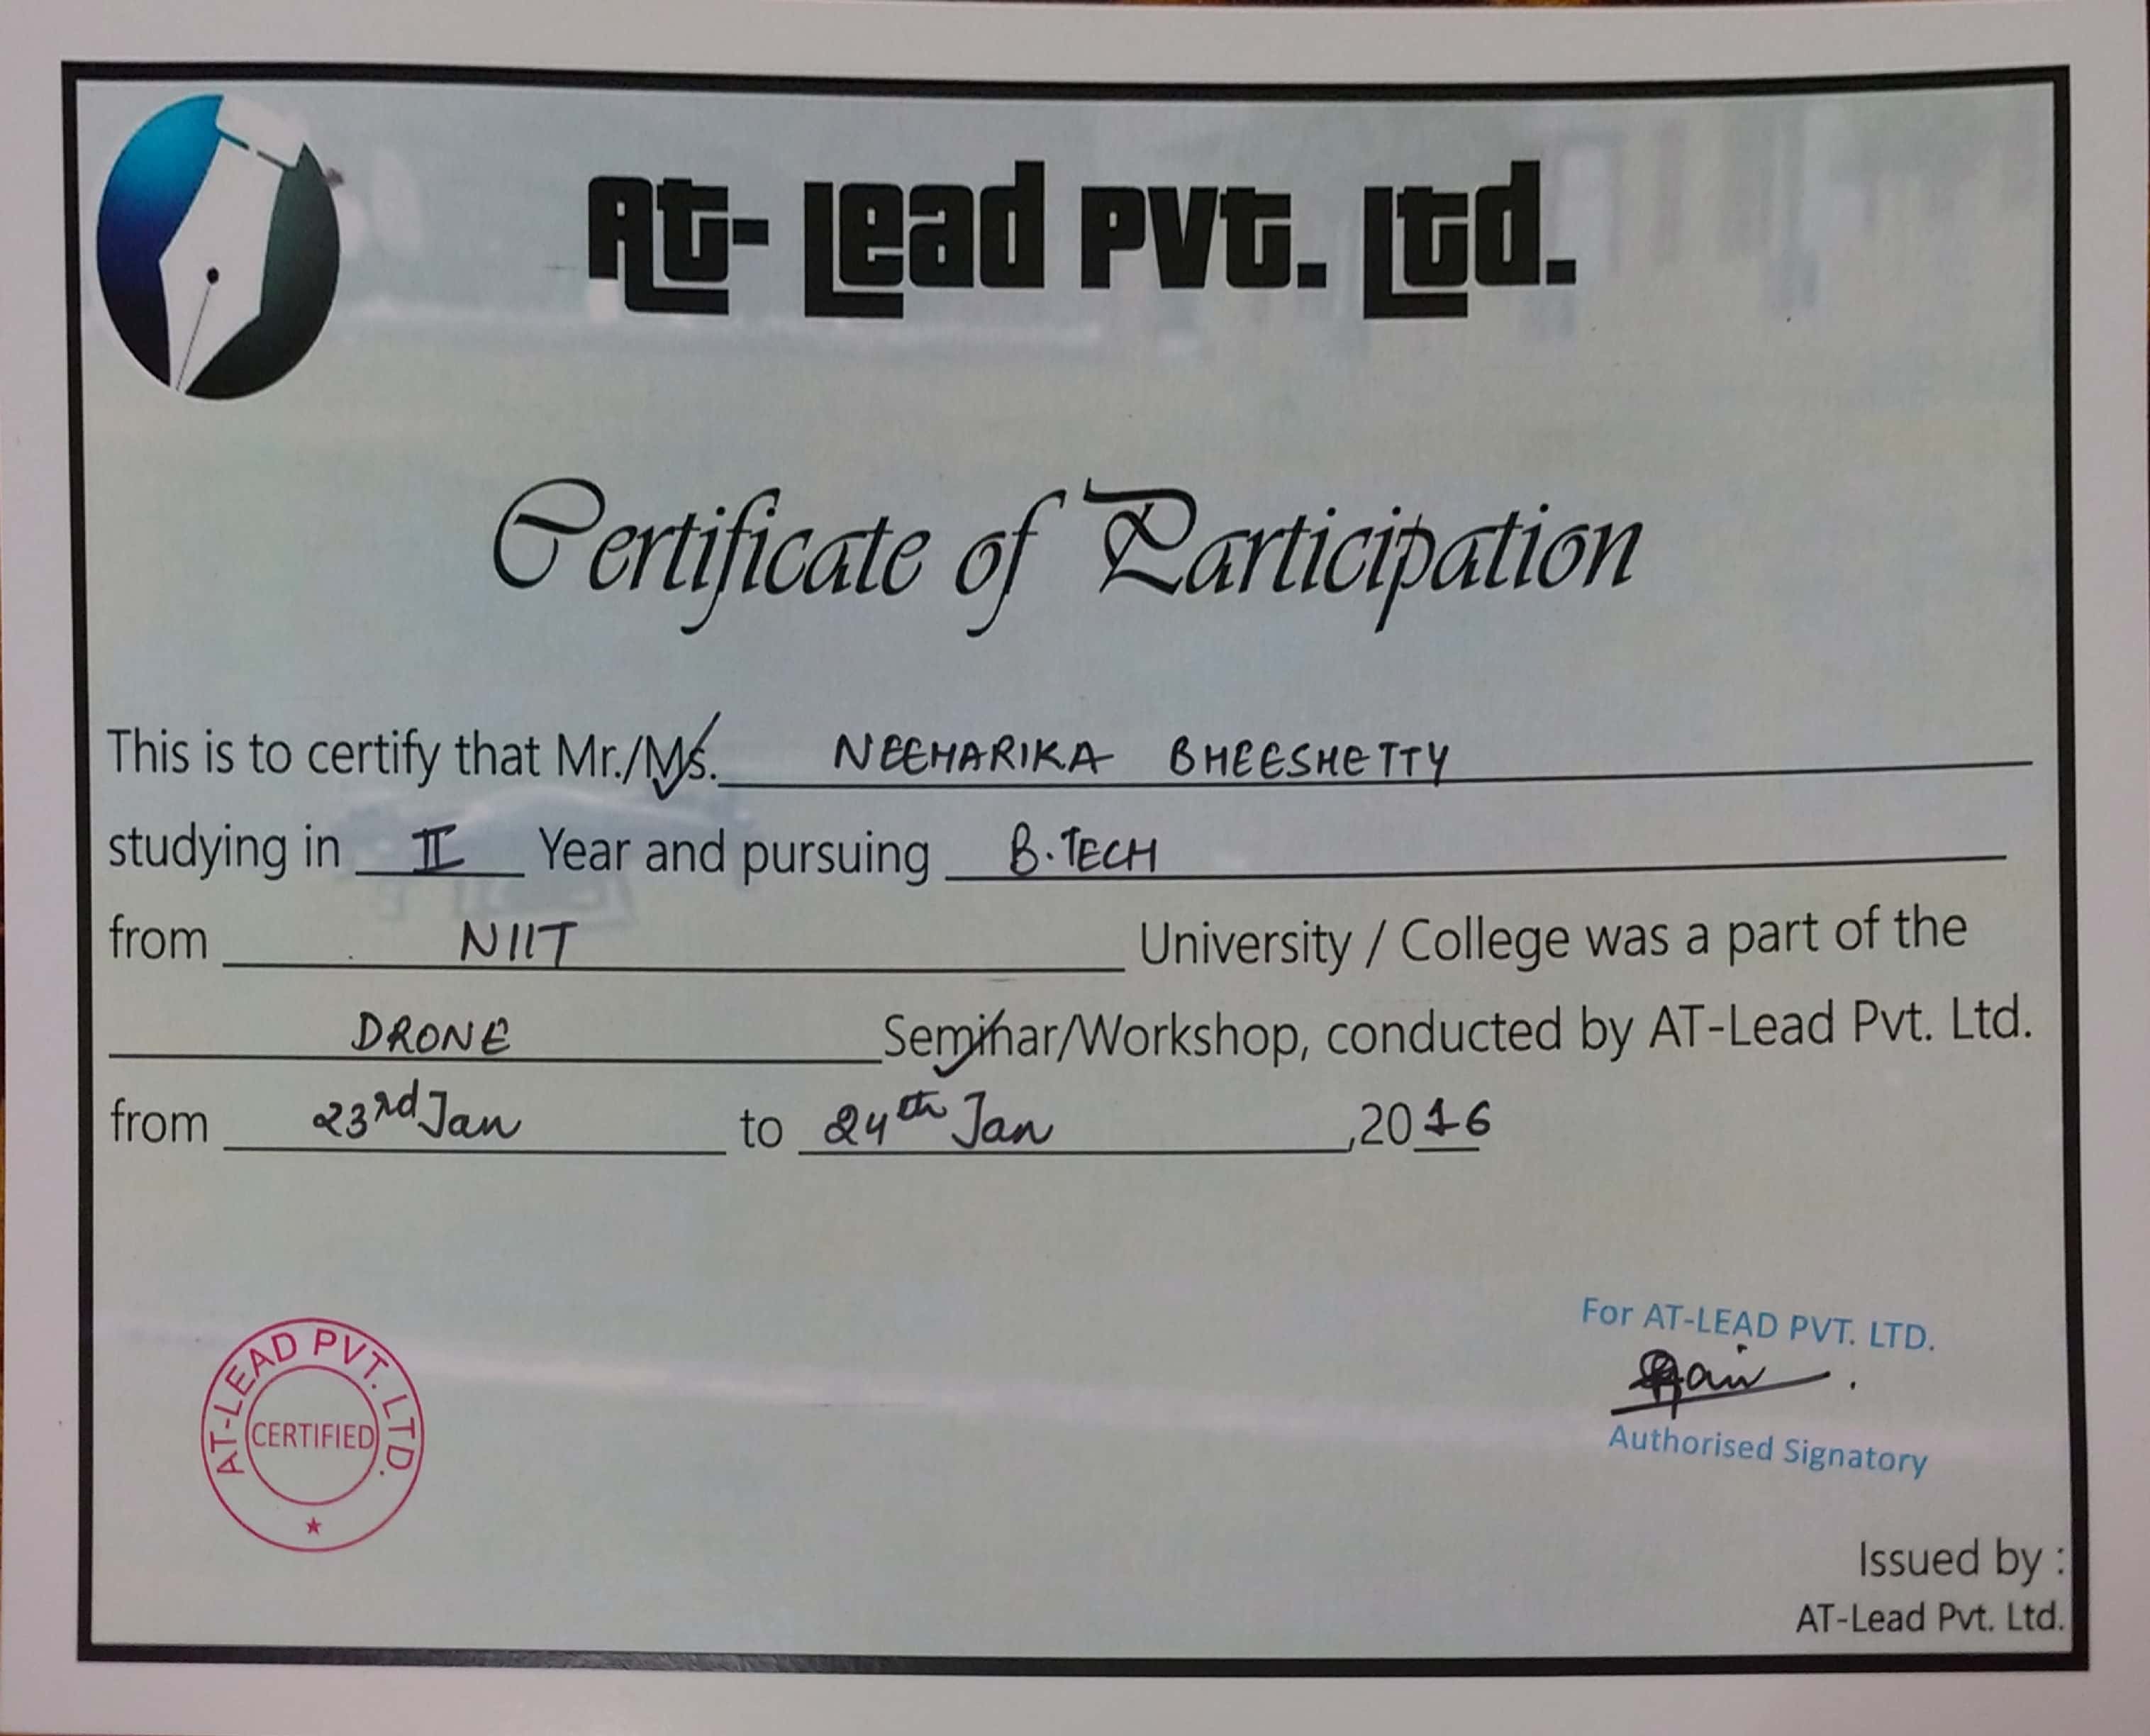 At- Lead Pvt. Ltd.
Certificate of Participation
This is to certify that Mr./Ms. NEEHARIKA BHEESHETTY
studying in II Year and pursuing B.TECH
from NIIT University / College was a part of the
DRONE Seminar/Workshop, conducted by AT-Lead Pvt. Ltd.
from 23rd Jan to 24th Jan ,2016
For AT-LEAD PVT. LTD.
Authorised Signatory
AT-LEAD PVT. LTD.
CERTIFIED
Issued by :
AT-Lead Pvt. Ltd.